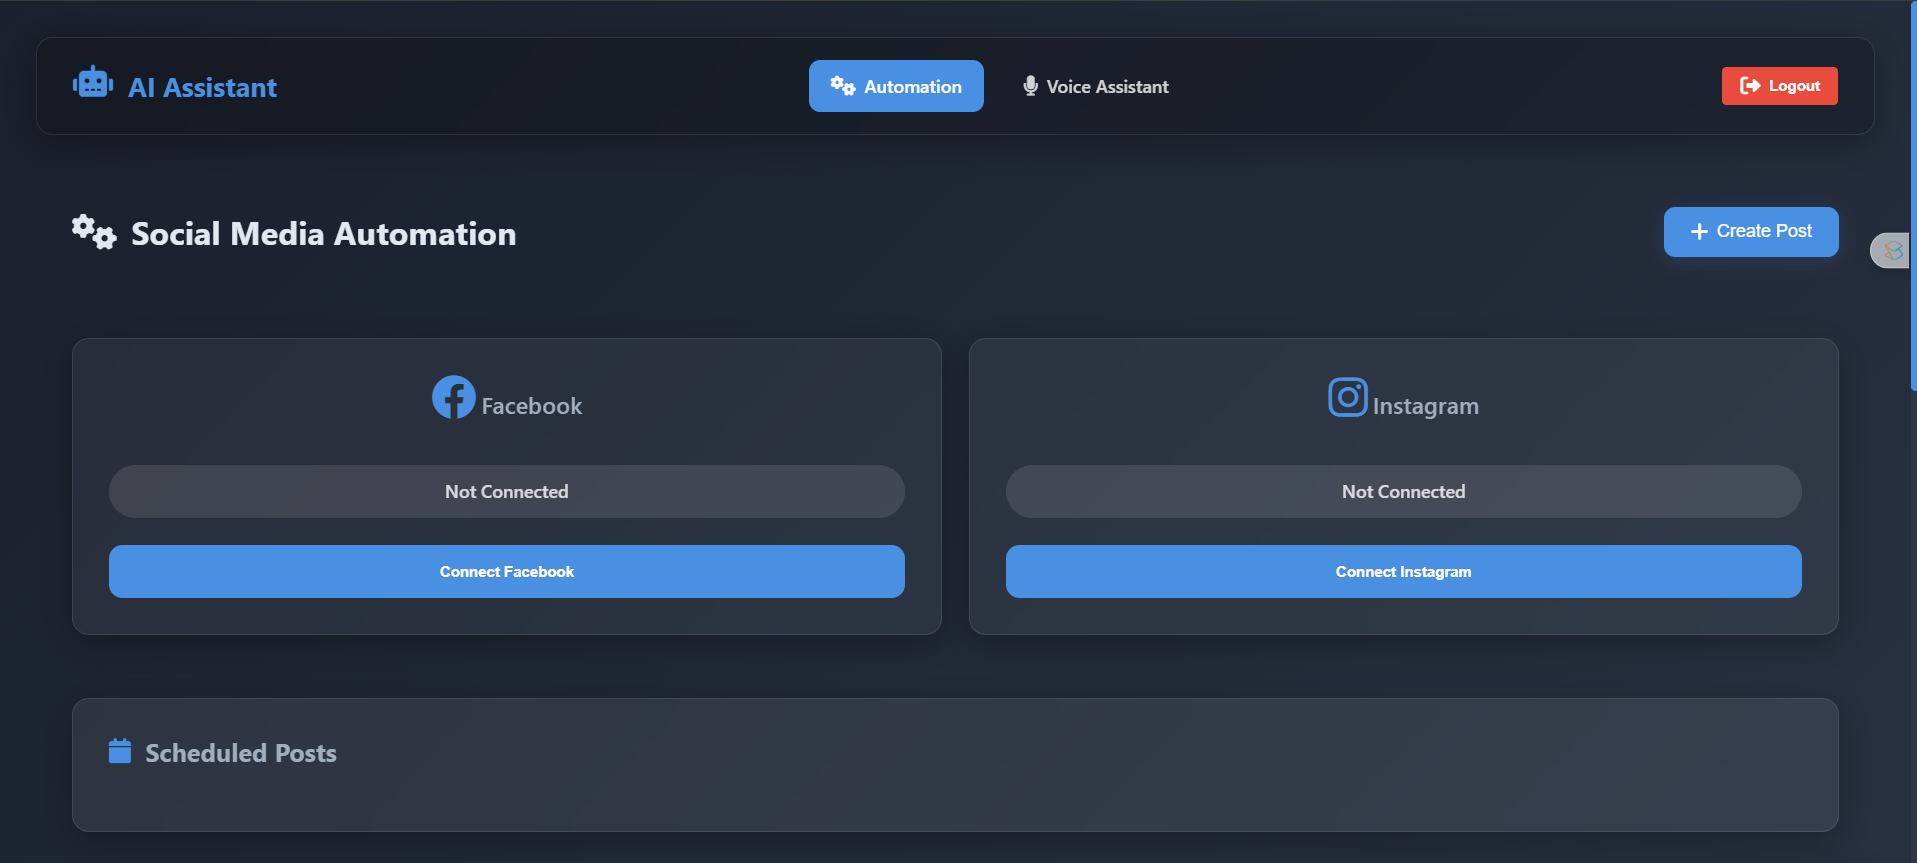 AI Assistant
Automation
Voice Assistant
Logout
Social Media Automation
Create Post
Facebook
Not Connected
Connect Facebook
Instagram
Not Connected
Connect Instagram
Scheduled Posts